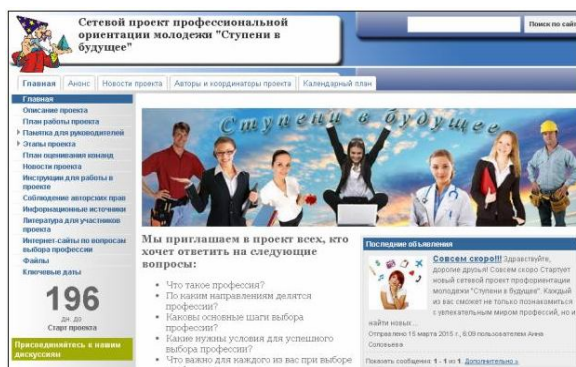 Сетевой проект профессиональной
ориентации молодежи "Ступени в
будущее"
Поиск по сайту
Главная
Анонс
Новости проекта
Авторы и координаторы проекта
Календарный план
Главная
Описание проекта
План работы проекта
Памятка для руководителей
Этапы проекта
План оценивания команд
Новости проекта
Инструкции для работы в
проекте
Соблюдение авторских прав
Информационные источники
Литература для участников
проекта
Интернет-сайты по вопросам
выбора профессии
Файлы
Ключевые даты
196
дн. до
Старт проекта
Присоединяйтесь к нашим
дискуссиям
Ступени в будущее
Мы приглашаем в проект всех, кто
хочет ответить на следующие
вопросы:
Что такое профессия?
По каким направлениям делятся
профессии?
Каковы основные шаги выбора
профессии?
Какие нужны условия для успешного
выбора профессии?
Что важно для каждого из вас при выборе
Последние объявления
Совсем скоро!!! Здравствуйте,
дорогие друзья! Совсем скоро Стартует
новый сетевой проект профориентации
молодежи "Ступени в будущее". Каждый
из вас сможет не только познакомиться
с увлекательным миром профессий, но и
найти новых ...
Отправлено 15 марта 2015 г., 6:09 пользователем Анна
Соловьева
Показать сообщения 1 - 1 из 1. Дополнительно »